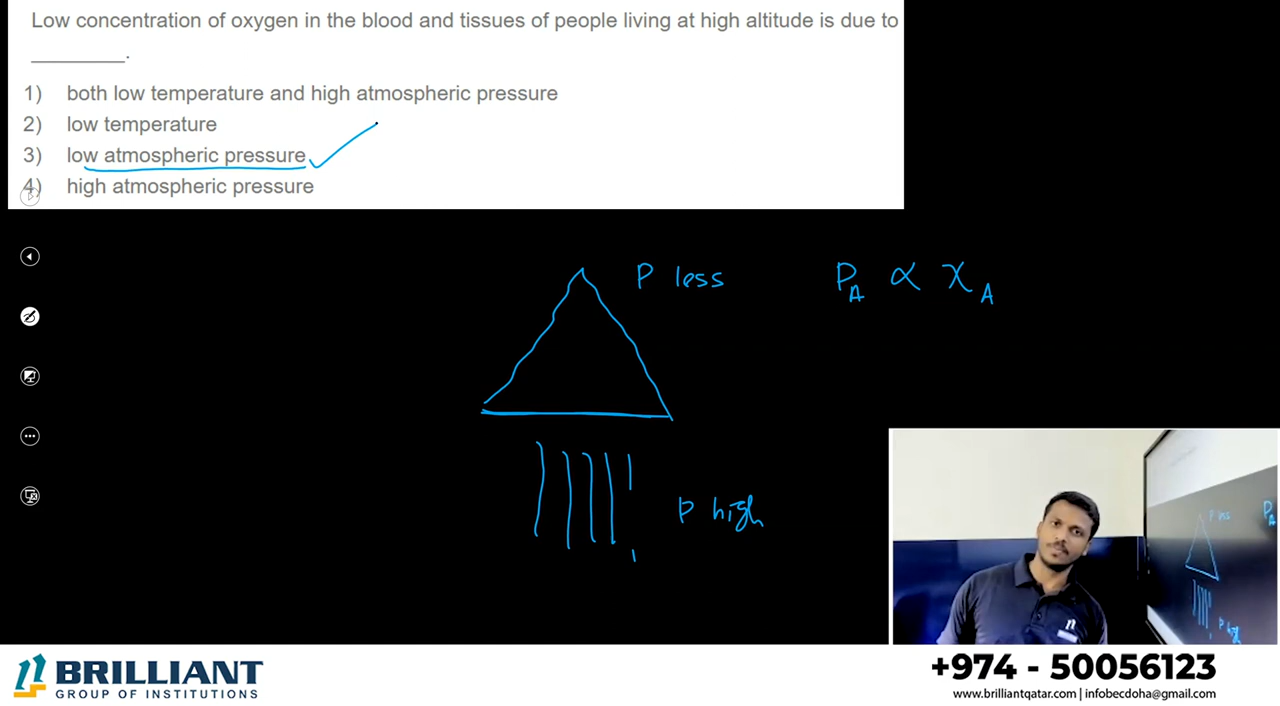 Low concentration of oxygen in the blood and tissues of people living at high altitude is due to
_________.
1) both low temperature and high atmospheric pressure
2) low temperature
3) low atmospheric pressure
4) high atmospheric pressure
P less
P_A ∝ x_A
P high
BRILLIANT
GROUP OF INSTITUTIONS
+974 - 50056123
www.brilliantqatar.com | infobecdoha@gmail.com